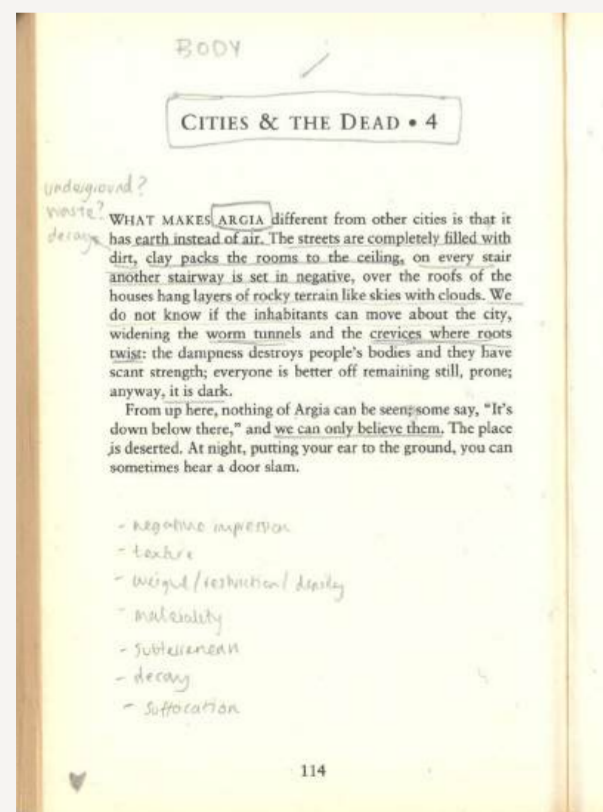 BODY
CITIES & THE DEAD • 4
underground?
waste?
decay
WHAT MAKES ARGIA different from other cities is that it
has earth instead of air. The streets are completely filled with
dirt, clay packs the rooms to the ceiling, on every stair
another stairway is set in negative, over the roofs of the
houses hang layers of rocky terrain like skies with clouds. We
do not know if the inhabitants can move about the city,
widening the worm tunnels and the crevices where roots
twist: the dampness destroys people's bodies and they have
scant strength; everyone is better off remaining still, prone;
anyway, it is dark.
From up here, nothing of Argia can be seen; some say, "It's
down below there," and we can only believe them. The place
is deserted. At night, putting your ear to the ground, you can
sometimes hear a door slam.
- negative impression
- texture
- weight/restriction/density
- materiality
- subterranean
- decay
- suffocation
114